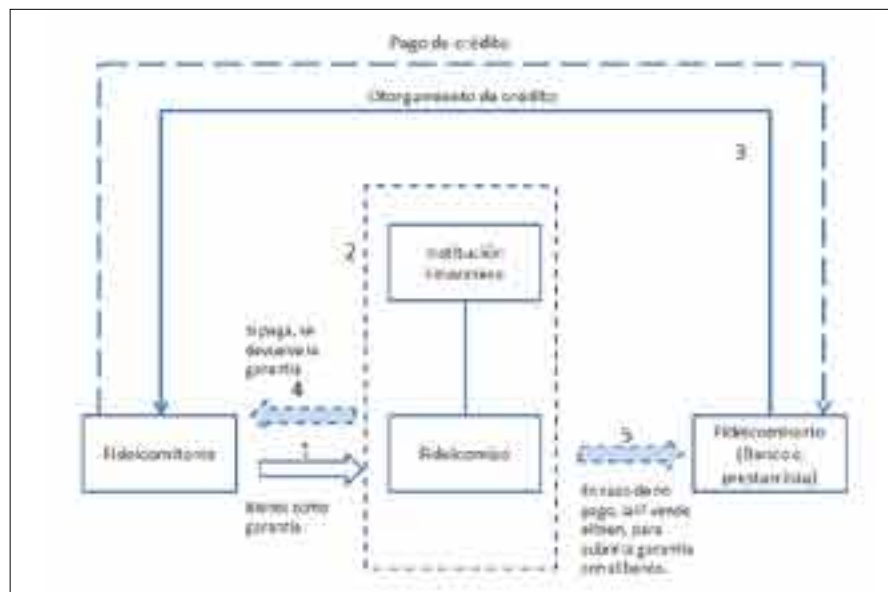 Pago de crédito
Otorgamiento de crédito
3
2
Institución
Financiera
Si paga, se
devuelve la
garantía
4
Fideicomitente
1
Fideicomiso
5
Fideicomisario
(Banco o
prestamista)
Bienes como
garantía
En caso de no
pago, la IF vende
el bien, para
cubrir la garantía
con el banco.